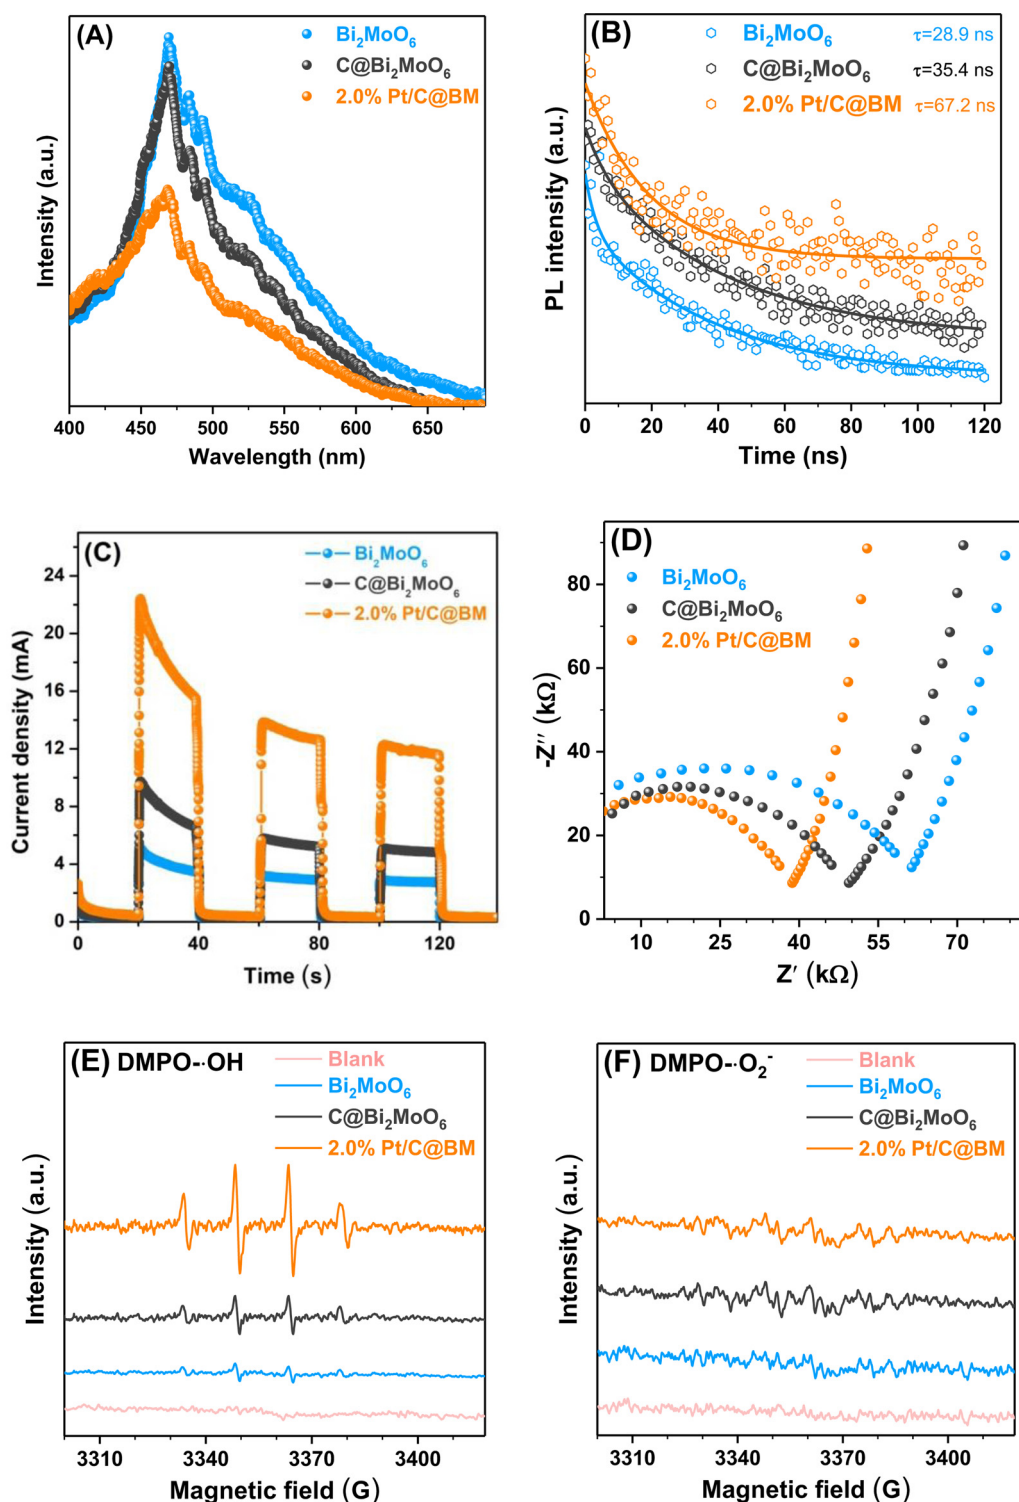 (A)
Bi₂MoO₆
C@Bi₂MoO₆
2.0% Pt/C@BM
Intensity (a.u.)
400 450 500 550 600 650
Wavelength (nm)
(B)
Bi₂MoO₆ τ=28.9 ns
C@Bi₂MoO₆ τ=35.4 ns
2.0% Pt/C@BM τ=67.2 ns
PL intensity (a.u.)
0 20 40 60 80 100 120
Time (ns)
(C)
Bi₂MoO₆
C@Bi₂MoO₆
2.0% Pt/C@BM
Current density (mA)
24
20
16
12
8
4
0
0 40 80 120
Time (s)
(D)
Bi₂MoO₆
C@Bi₂MoO₆
2.0% Pt/C@BM
-Z″ (kΩ)
80
60
40
20
0
10 25 40 55 70
Z′ (kΩ)
(E) DMPO-·OH
Blank
Bi₂MoO₆
C@Bi₂MoO₆
2.0% Pt/C@BM
Intensity (a.u.)
3310 3340 3370 3400
Magnetic field (G)
(F) DMPO-·O₂⁻
Blank
Bi₂MoO₆
C@Bi₂MoO₆
2.0% Pt/C@BM
Intensity (a.u.)
3310 3340 3370 3400
Magnetic field (G)